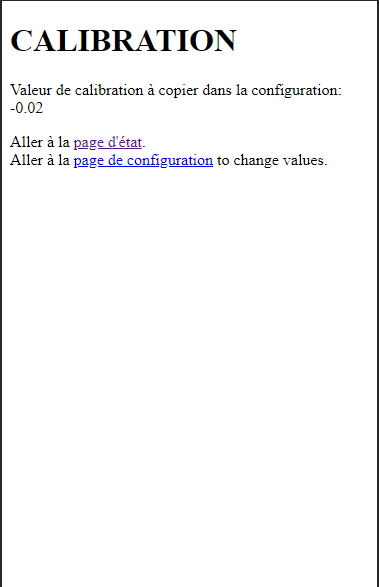 CALIBRATION
Valeur de calibration à copier dans la configuration:
-0.02
Aller à la page d'état.
Aller à la page de configuration to change values.